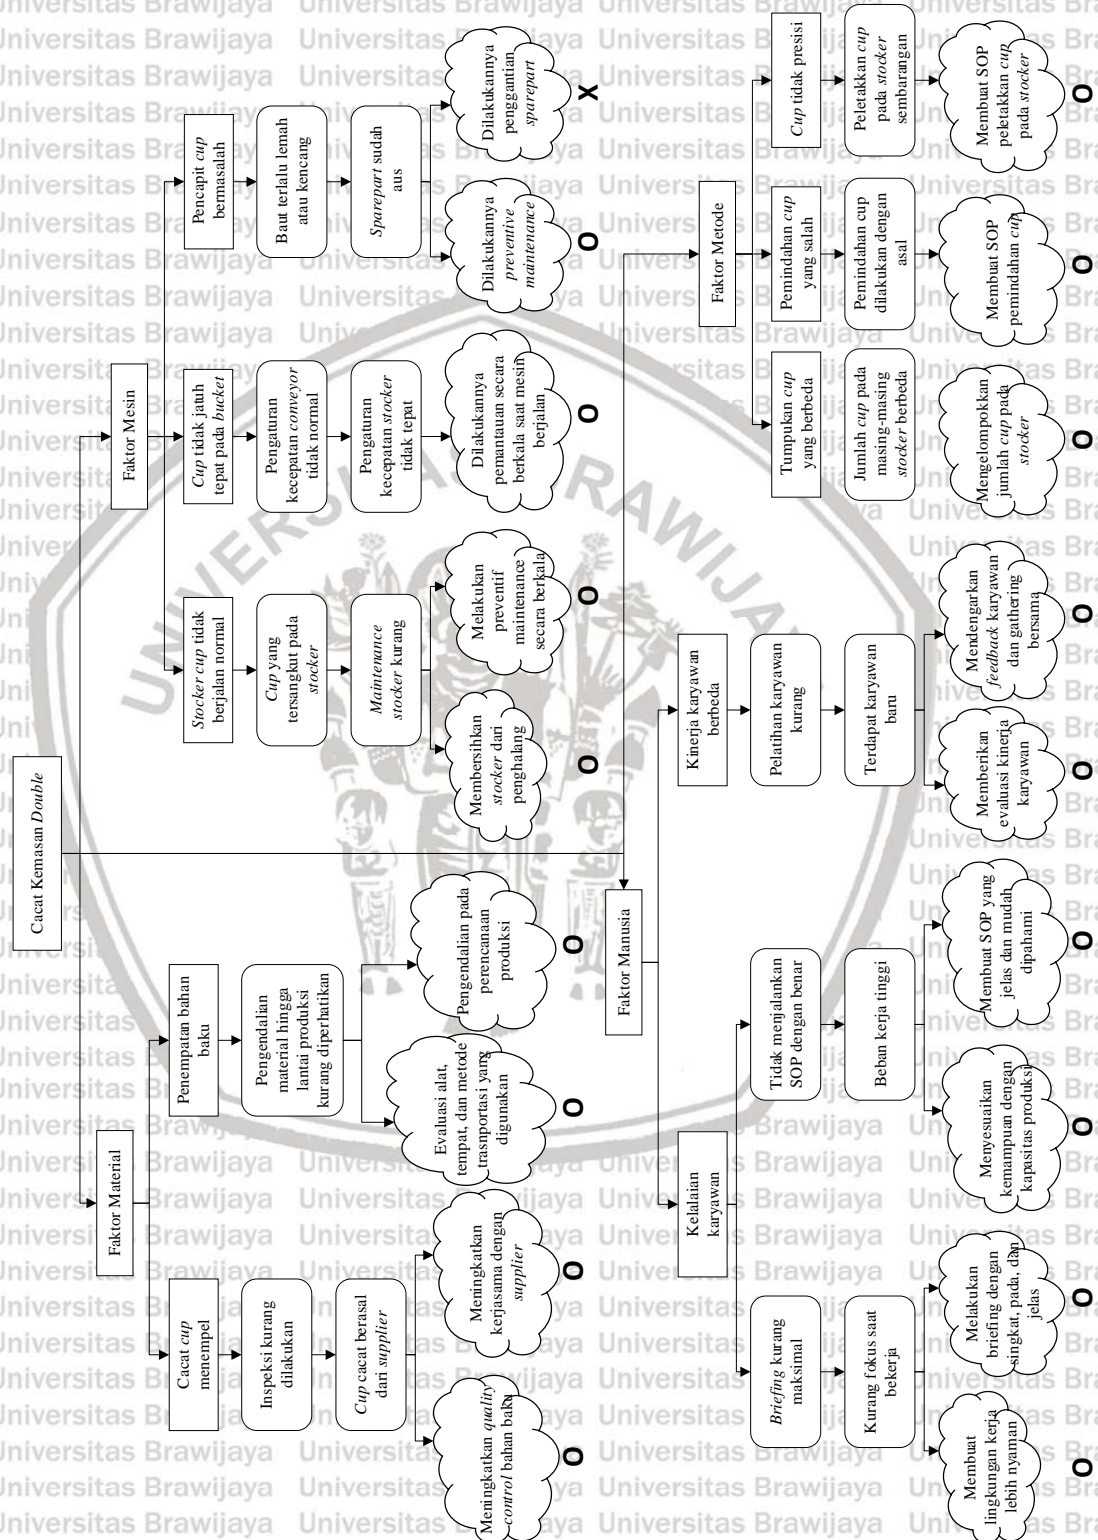 Cacat Kemasan Double
Faktor Material
Faktor Mesin
Cacat cup
menempel
Penempatan bahan
baku
Stocker cup tidak
berjalan normal
Cup tidak jatuh
tepat pada bucket
Pencapit cup
bermasalah
Inspeksi kurang
dilakukan
Pengendalian
material hingga
lantai produksi
kurang diperhatikan
Cup yang
tersangkut pada
stocker
Pengaturan
kecepatan conveyor
tidak normal
Baut terlalu lemah
atau kencang
Cup cacat berasal
dari supplier
Maintenance
stocker kurang
Pengaturan
kecepatan stocker
tidak tepat
Sparepart sudah
aus
Meningkatkan quality
control bahan baku
Meningkatkan
kerjasama dengan
supplier
Evaluasi alat,
tempat, dan metode
trasnportasi yang
digunakan
Pengendalian pada
perencanaan
produksi
Membersihkan
stocker dari
penghalang
Melakukan
preventif
maintenance
secara berkala
Dilakukannya
pemantauan secara
berkala saat mesin
berjalan
Dilakukannya
preventive
maintenance
Dilakukannya
penggantian
sparepart
O
O
O
O
O
O
O
O
X
Faktor Manusia
Faktor Metode
Kelalaian
karyawan
Kinerja karyawan
berbeda
Tumpukan cup
yang berbeda
Pemindahan cup
yang salah
Cup tidak presisi
Briefing kurang
maksimal
Tidak menjalankan
SOP dengan benar
Pelatihan karyawan
kurang
Jumlah cup pada
masing-masing
stocker berbeda
Pemindahan cup
dilakukan dengan
asal
Peletakkan cup
pada stocker
sembarangan
Kurang fokus saat
bekerja
Beban kerja tinggi
Terdapat karyawan
baru
Membuat
lingkungan kerja
lebih nyaman
Melakukan
briefing dengan
singkat, pada, dan
jelas
Menyesuaikan
kemampuan dengan
kapasitas produksi
Membuat SOP yang
jelas dan mudah
dipahami
Memberikan
evaluasi kinerja
karyawan
Mendengarkan
feedback karyawan
dan gathering
bersama
Mengelompokkan
jumlah cup pada
stocker
Membuat SOP
pemindahan cup
Membuat SOP
peletakkan cup
pada stocker
O
O
O
O
O
O
O
O
O
UNIVERSITAS BRAWIJAYA